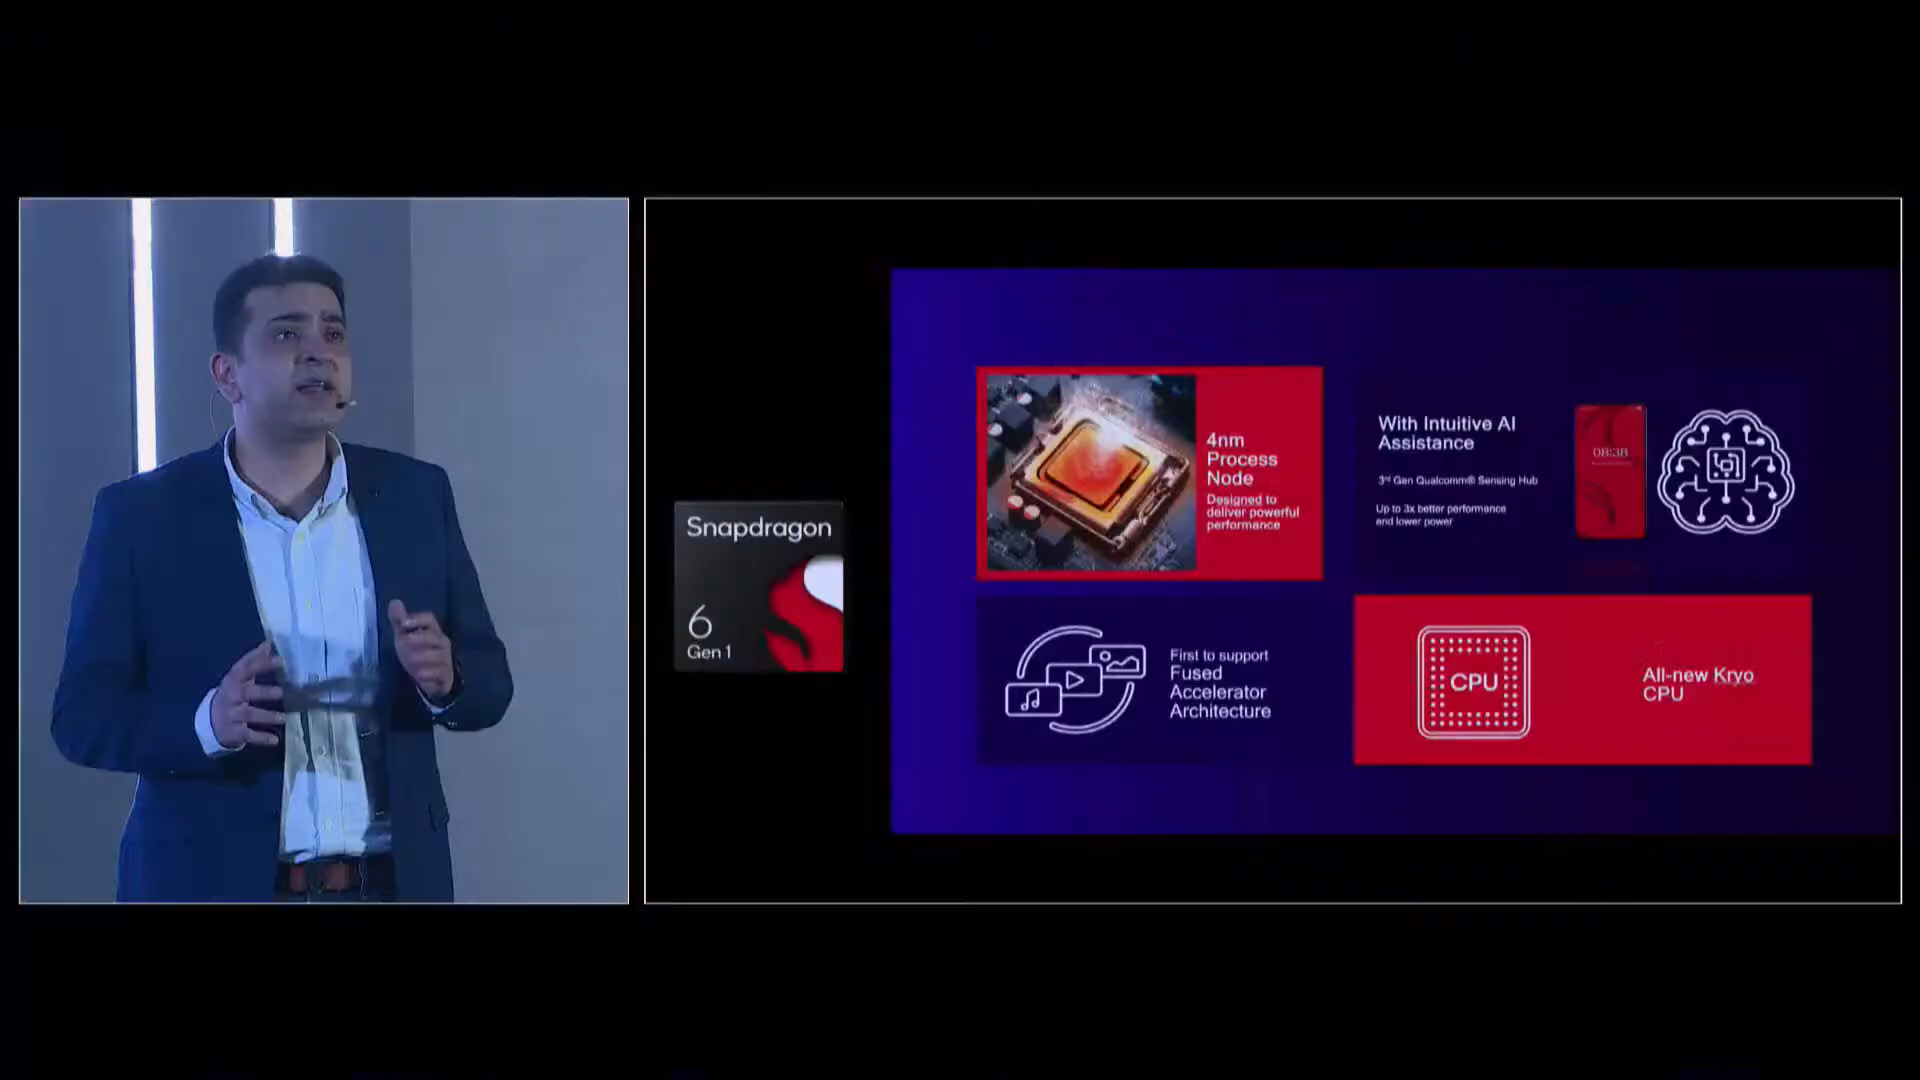 Snapdragon
6
Gen 1
4nm
Process
Node
Designed to
deliver powerful
performance
With Intuitive AI
Assistance
3rd Gen Qualcomm® Sensing Hub
Up to 3x better performance
and lower power
08:38
First to support
Fused
Accelerator
Architecture
CPU
All-new Kryo
CPU